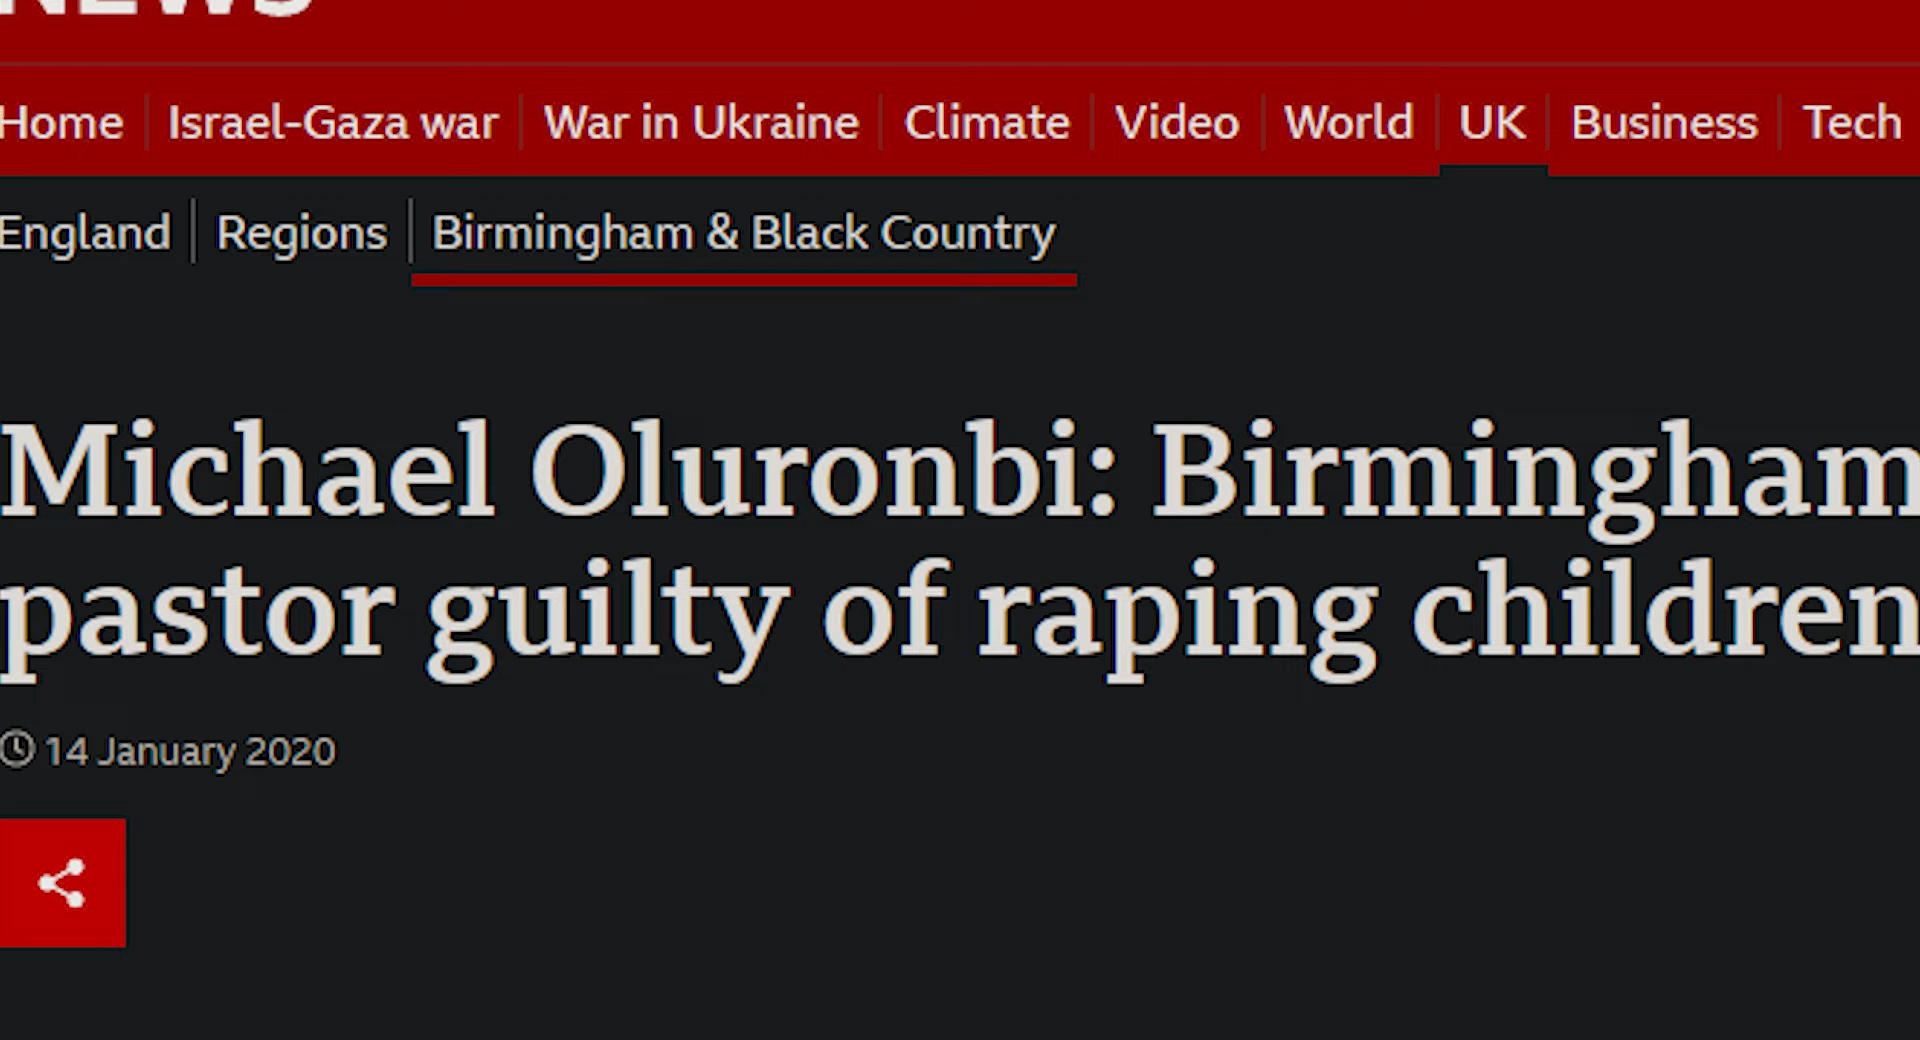 NEWS
Home Israel-Gaza war War in Ukraine Climate Video World UK Business Tech
England Regions Birmingham & Black Country
Michael Oluronbi: Birmingham
pastor guilty of raping children
14 January 2020